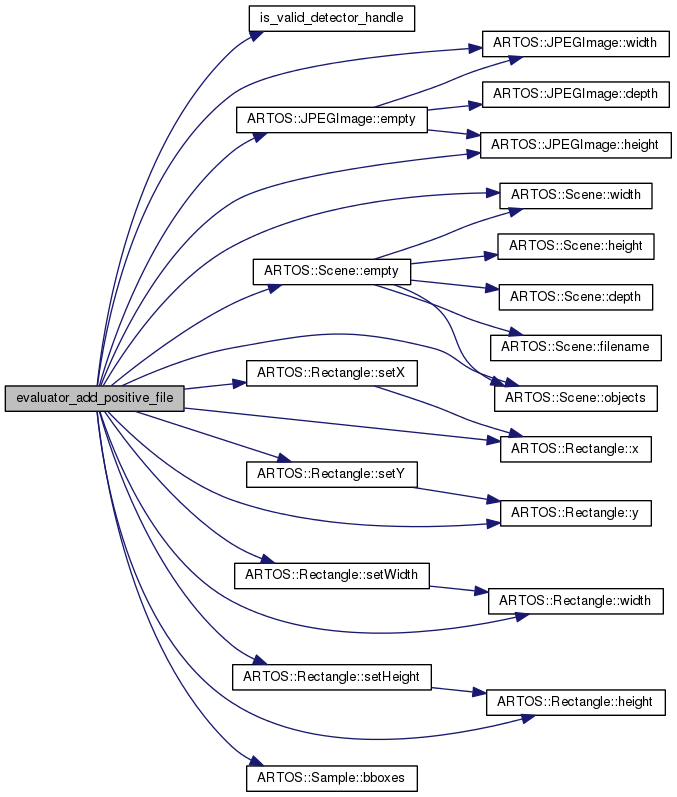 is_valid_detector_handle
ARTOS::JPEGImage::width
ARTOS::JPEGImage::depth
ARTOS::JPEGImage::empty
ARTOS::JPEGImage::height
ARTOS::Scene::width
ARTOS::Scene::height
ARTOS::Scene::empty
ARTOS::Scene::depth
ARTOS::Scene::filename
ARTOS::Rectangle::setX
evaluator_add_positive_file
ARTOS::Scene::objects
ARTOS::Rectangle::x
ARTOS::Rectangle::setY
ARTOS::Rectangle::y
ARTOS::Rectangle::setWidth
ARTOS::Rectangle::width
ARTOS::Rectangle::setHeight
ARTOS::Rectangle::height
ARTOS::Sample::bboxes